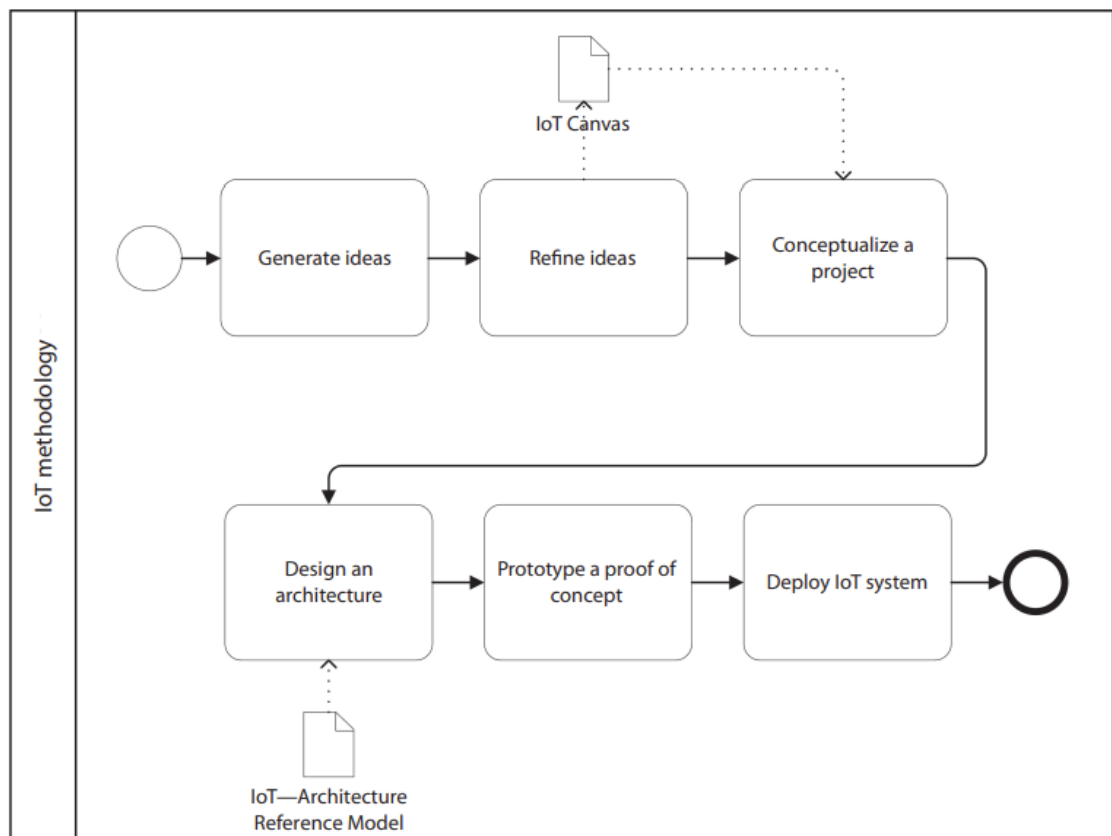 IoT methodology
IoT Canvas
Generate ideas
Refine ideas
Conceptualize a
project
Design an
architecture
Prototype a proof of
concept
Deploy IoT system
IoT—Architecture
Reference Model